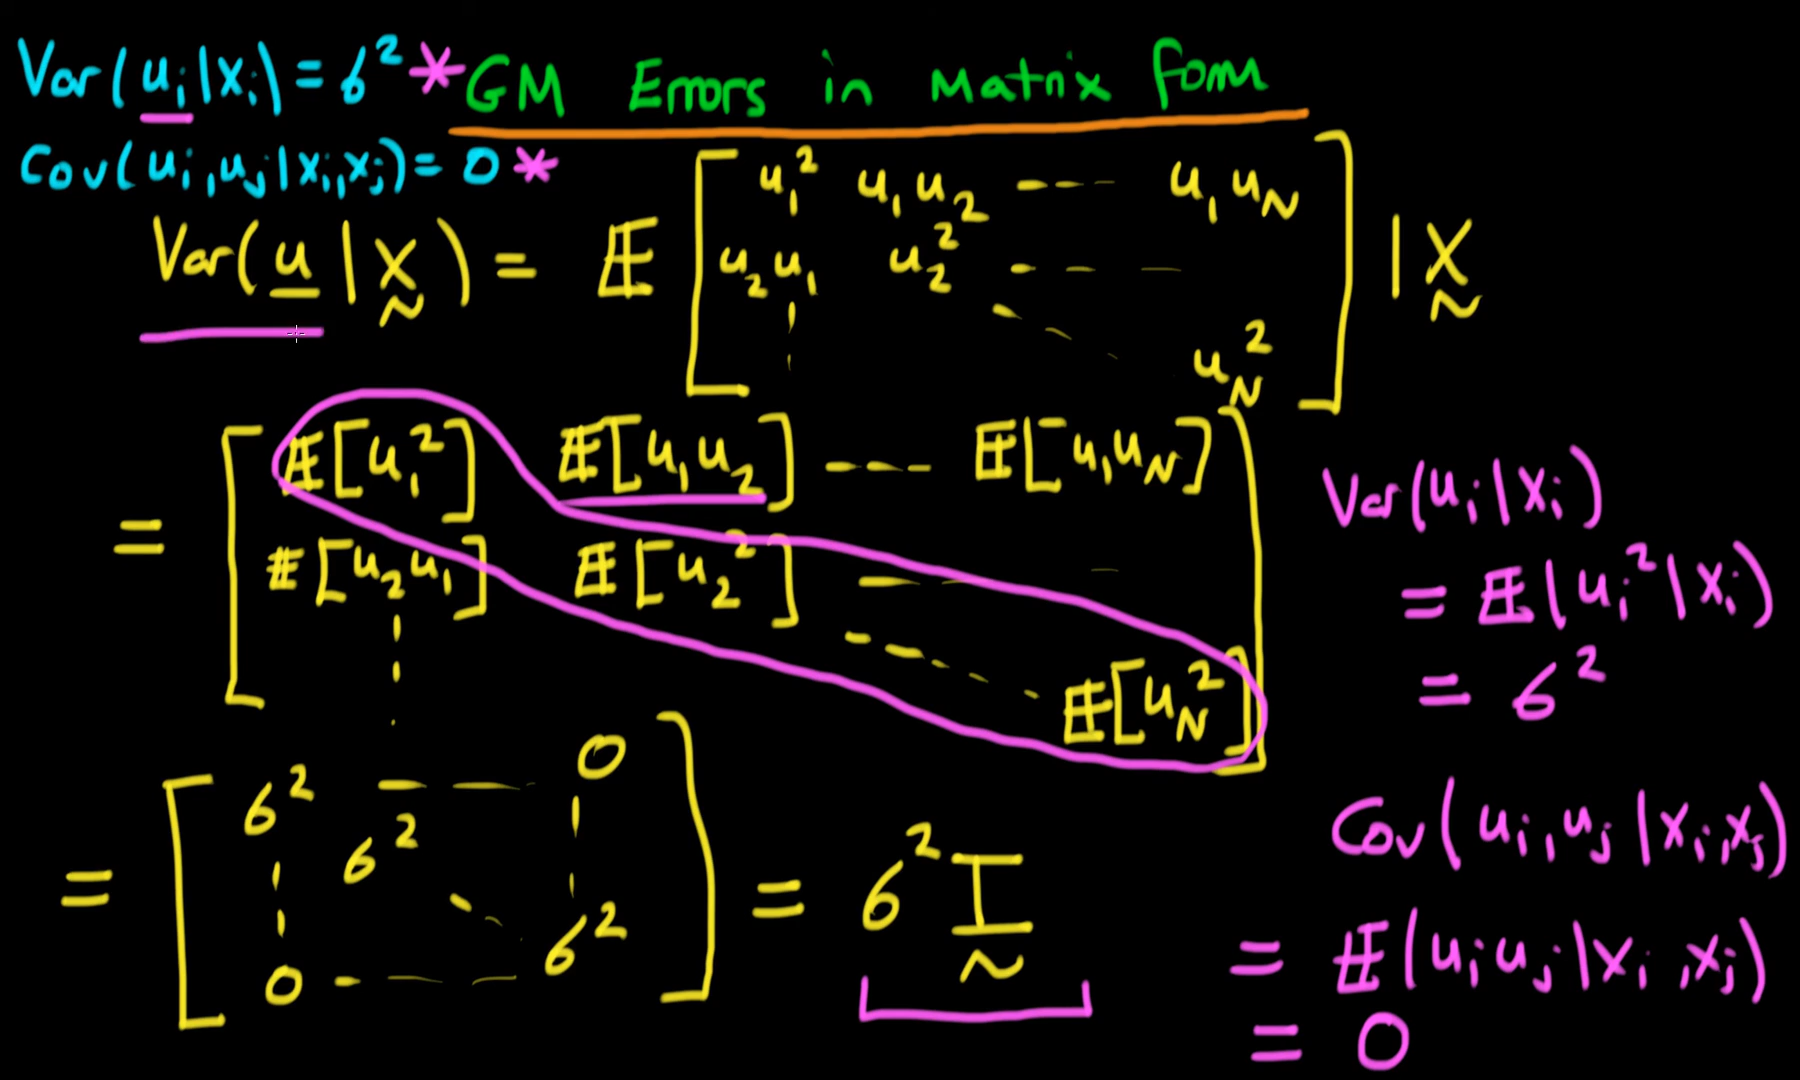 Var(u_i|x_i) = σ² * GM Errors in Matrix form
Cov(u_i,u_j|x_i,x_j) = 0 *
Var(u|X) = E [ u_1² u_1u_2 --- u_1u_N ] | X
u_2u_1 u_2² ---
u_N²
= [ E[u_1²] E[u_1u_2] --- E[u_1u_N] ]
E[u_2u_1] E[u_2²] ---
E[u_N²]
Var(u_i|x_i)
= E(u_i²|x_i)
= σ²
= [ σ² --- 0 ]
σ²
0 --- σ²
= σ² I
Cov(u_i,u_j|x_i,x_j)
= E(u_iu_j|x_i,x_j)
= 0